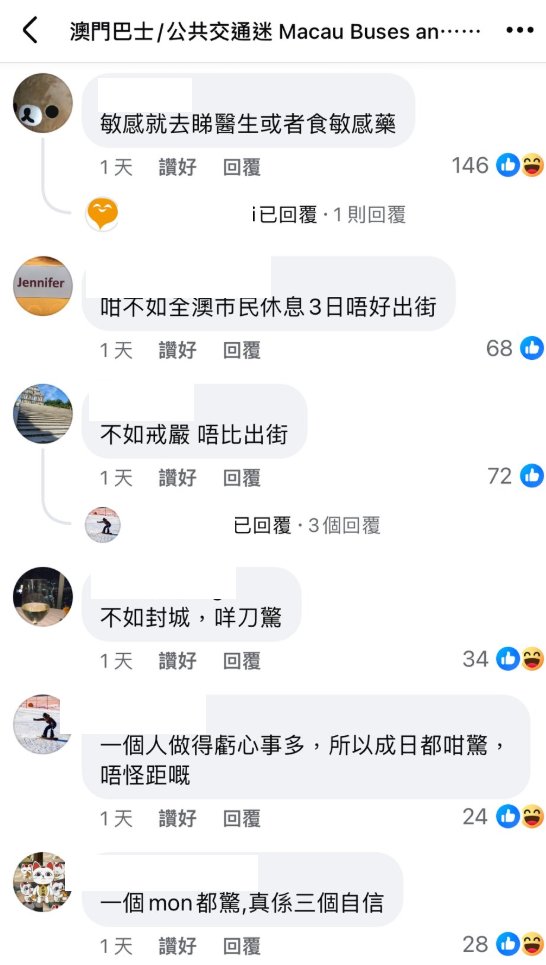 澳門巴士/公共交通迷 Macau Buses an……
敏感就去睇醫生或者食敏感藥
1天 讚好 回覆 146
i已回覆 · 1 則回覆
Jennifer
咁不如全澳市民休息3日唔好出街
1天 讚好 回覆 68
不如戒嚴 唔比出街
1天 讚好 回覆 72
已回覆 · 3 個回覆
不如封城，咩刀驚
1天 讚好 回覆 34
一個人做得虧心事多，所以成日都咁驚，
唔怪距嘅
1天 讚好 回覆 24
一個mon都驚,真係三個自信
1天 讚好 回覆 28